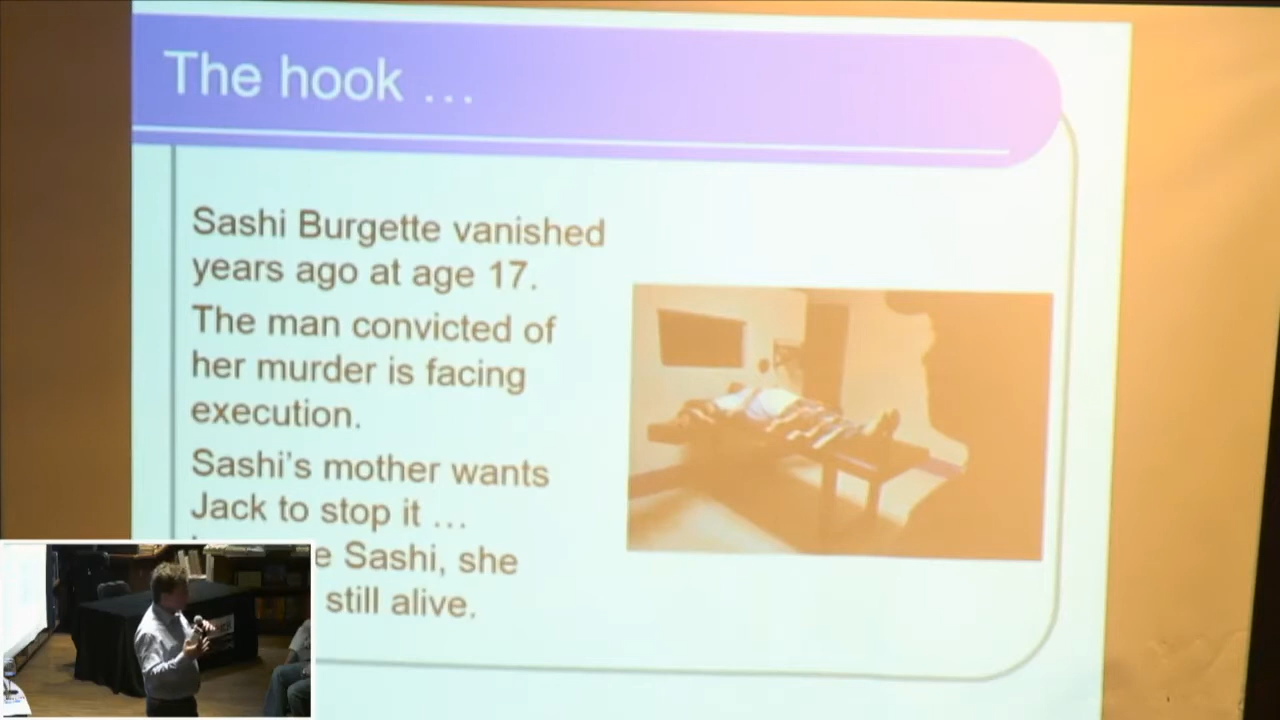 The hook ...
Sashi Burgette vanished
years ago at age 17.
The man convicted of
her murder is facing
execution.
Sashi's mother wants
Jack to stop it ...
Sashi, she
still alive.